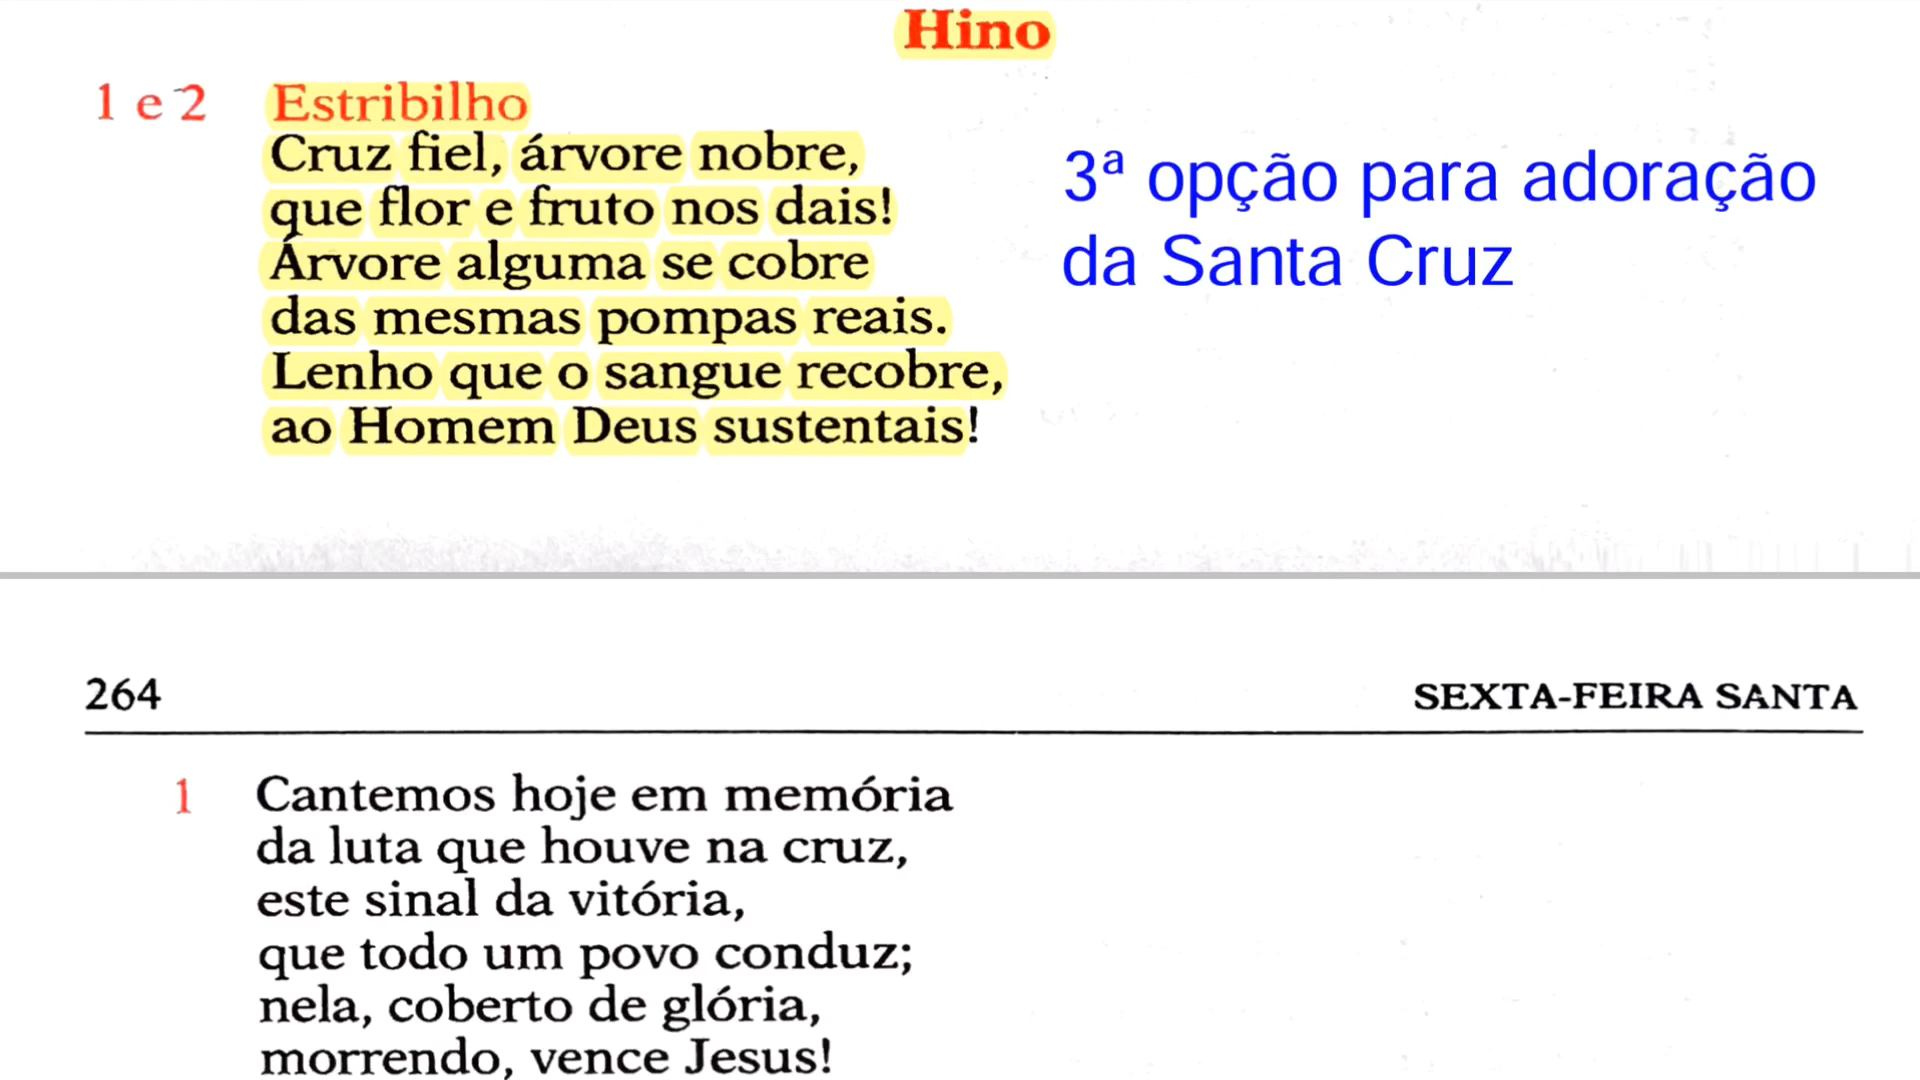 Hino
1 e 2 Estribilho
Cruz fiel, árvore nobre,
que flor e fruto nos dais!
Árvore alguma se cobre
das mesmas pompas reais.
Lenho que o sangue recobre,
ao Homem Deus sustentais!
3ª opção para adoração
da Santa Cruz
264 SEXTA-FEIRA SANTA
1 Cantemos hoje em memória
da luta que houve na cruz,
este sinal da vitória,
que todo um povo conduz;
nela, coberto de glória,
morrendo, vence Jesus!